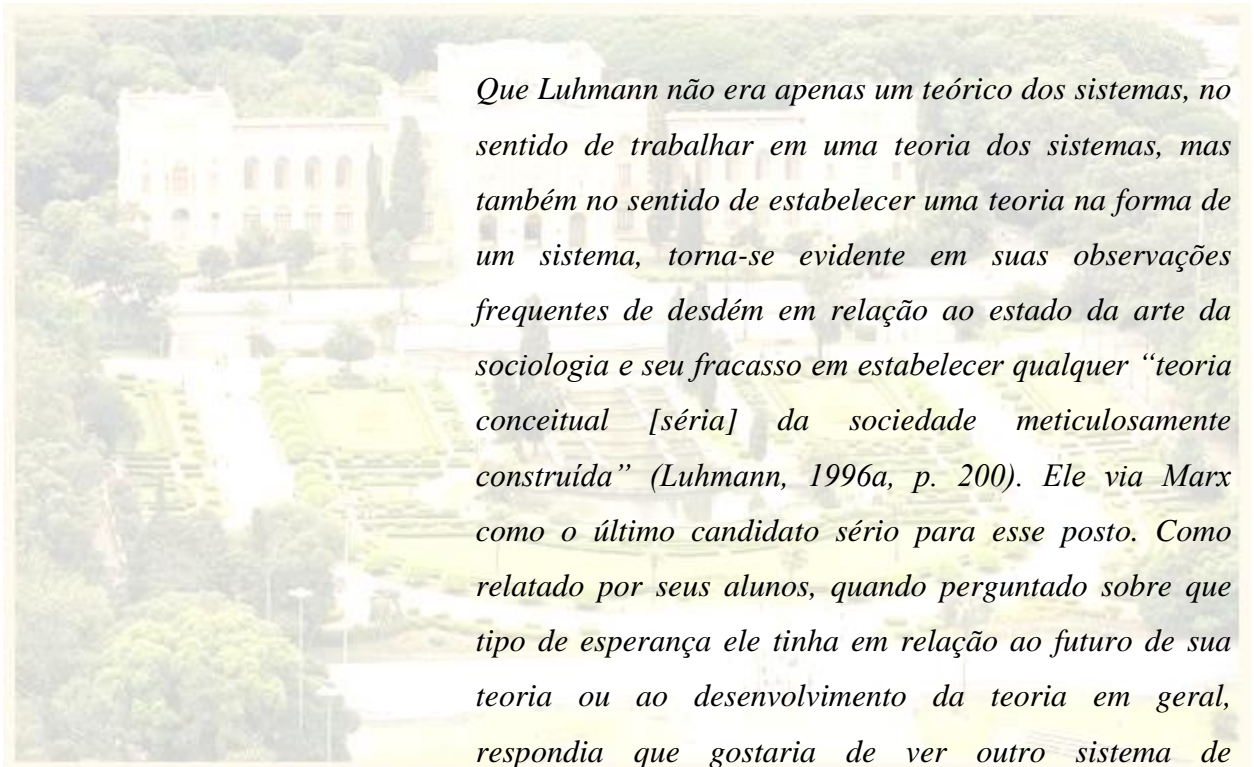 Que Luhmann não era apenas um teórico dos sistemas, no
sentido de trabalhar em uma teoria dos sistemas, mas
também no sentido de estabelecer uma teoria na forma de
um sistema, torna-se evidente em suas observações
frequentes de desdém em relação ao estado da arte da
sociologia e seu fracasso em estabelecer qualquer “teoria
conceitual [séria] da sociedade meticulosamente
construída” (Luhmann, 1996a, p. 200). Ele via Marx
como o último candidato sério para esse posto. Como
relatado por seus alunos, quando perguntado sobre que
tipo de esperança ele tinha em relação ao futuro de sua
teoria ou ao desenvolvimento da teoria em geral,
respondia que gostaria de ver outro sistema de